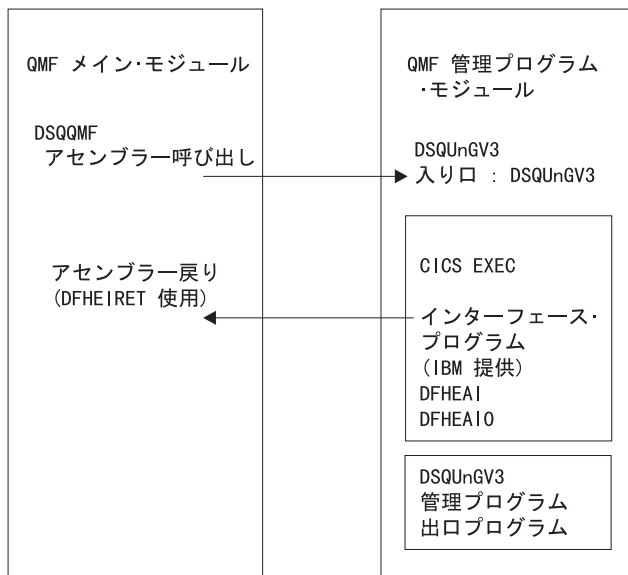 QMF メイン・モジュール
DSQQMF
アセンブラー呼び出し
アセンブラー戻り
(DFHEIRET 使用)
QMF 管理プログラム
・モジュール
DSQUnGV3
入り口 : DSQUnGV3
CICS EXEC
インターフェース・
プログラム
(IBM 提供)
DFHEAI
DFHEAI0
DSQUnGV3
管理プログラム
出口プログラム